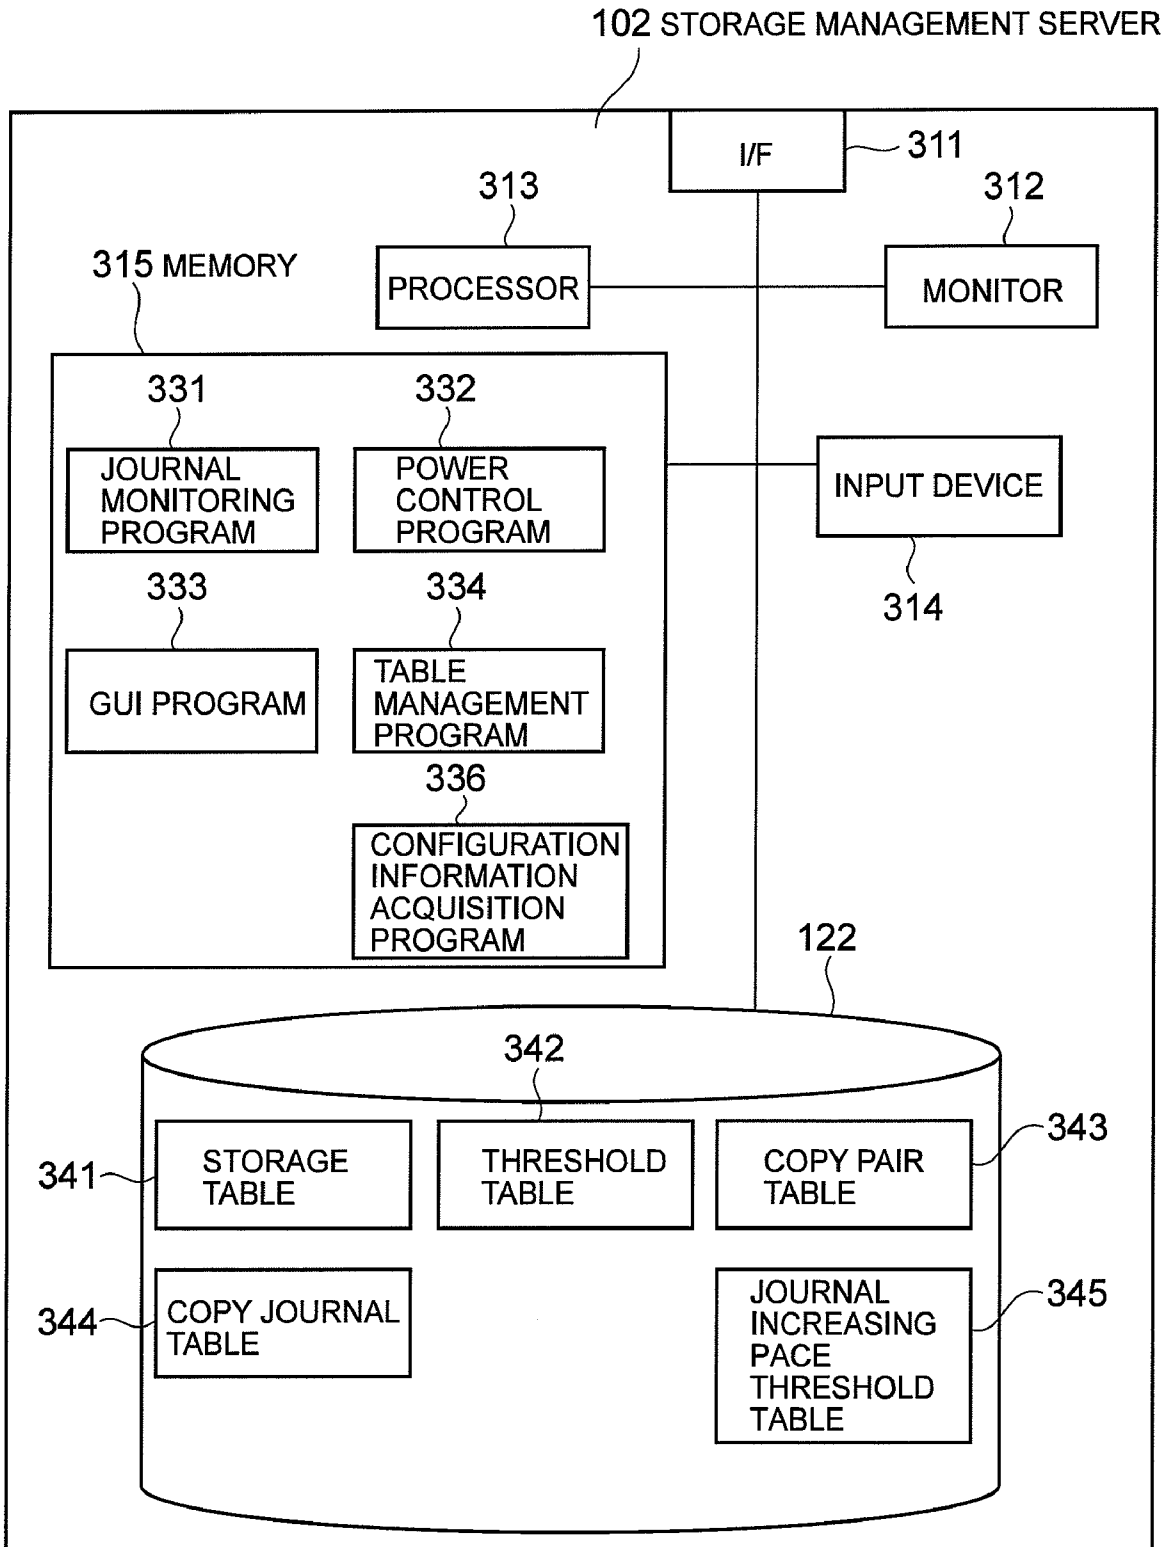 102 STORAGE MANAGEMENT SERVER
I/F
311
313
312
315 MEMORY
PROCESSOR
MONITOR
331
332
JOURNAL
MONITORING
PROGRAM
POWER
CONTROL
PROGRAM
INPUT DEVICE
333
334
314
GUI PROGRAM
TABLE
MANAGEMENT
PROGRAM
336
CONFIGURATION
INFORMATION
ACQUISITION
PROGRAM
122
342
341
STORAGE
TABLE
THRESHOLD
TABLE
COPY PAIR
TABLE
343
344
COPY JOURNAL
TABLE
JOURNAL
INCREASING
PACE
THRESHOLD
TABLE
345